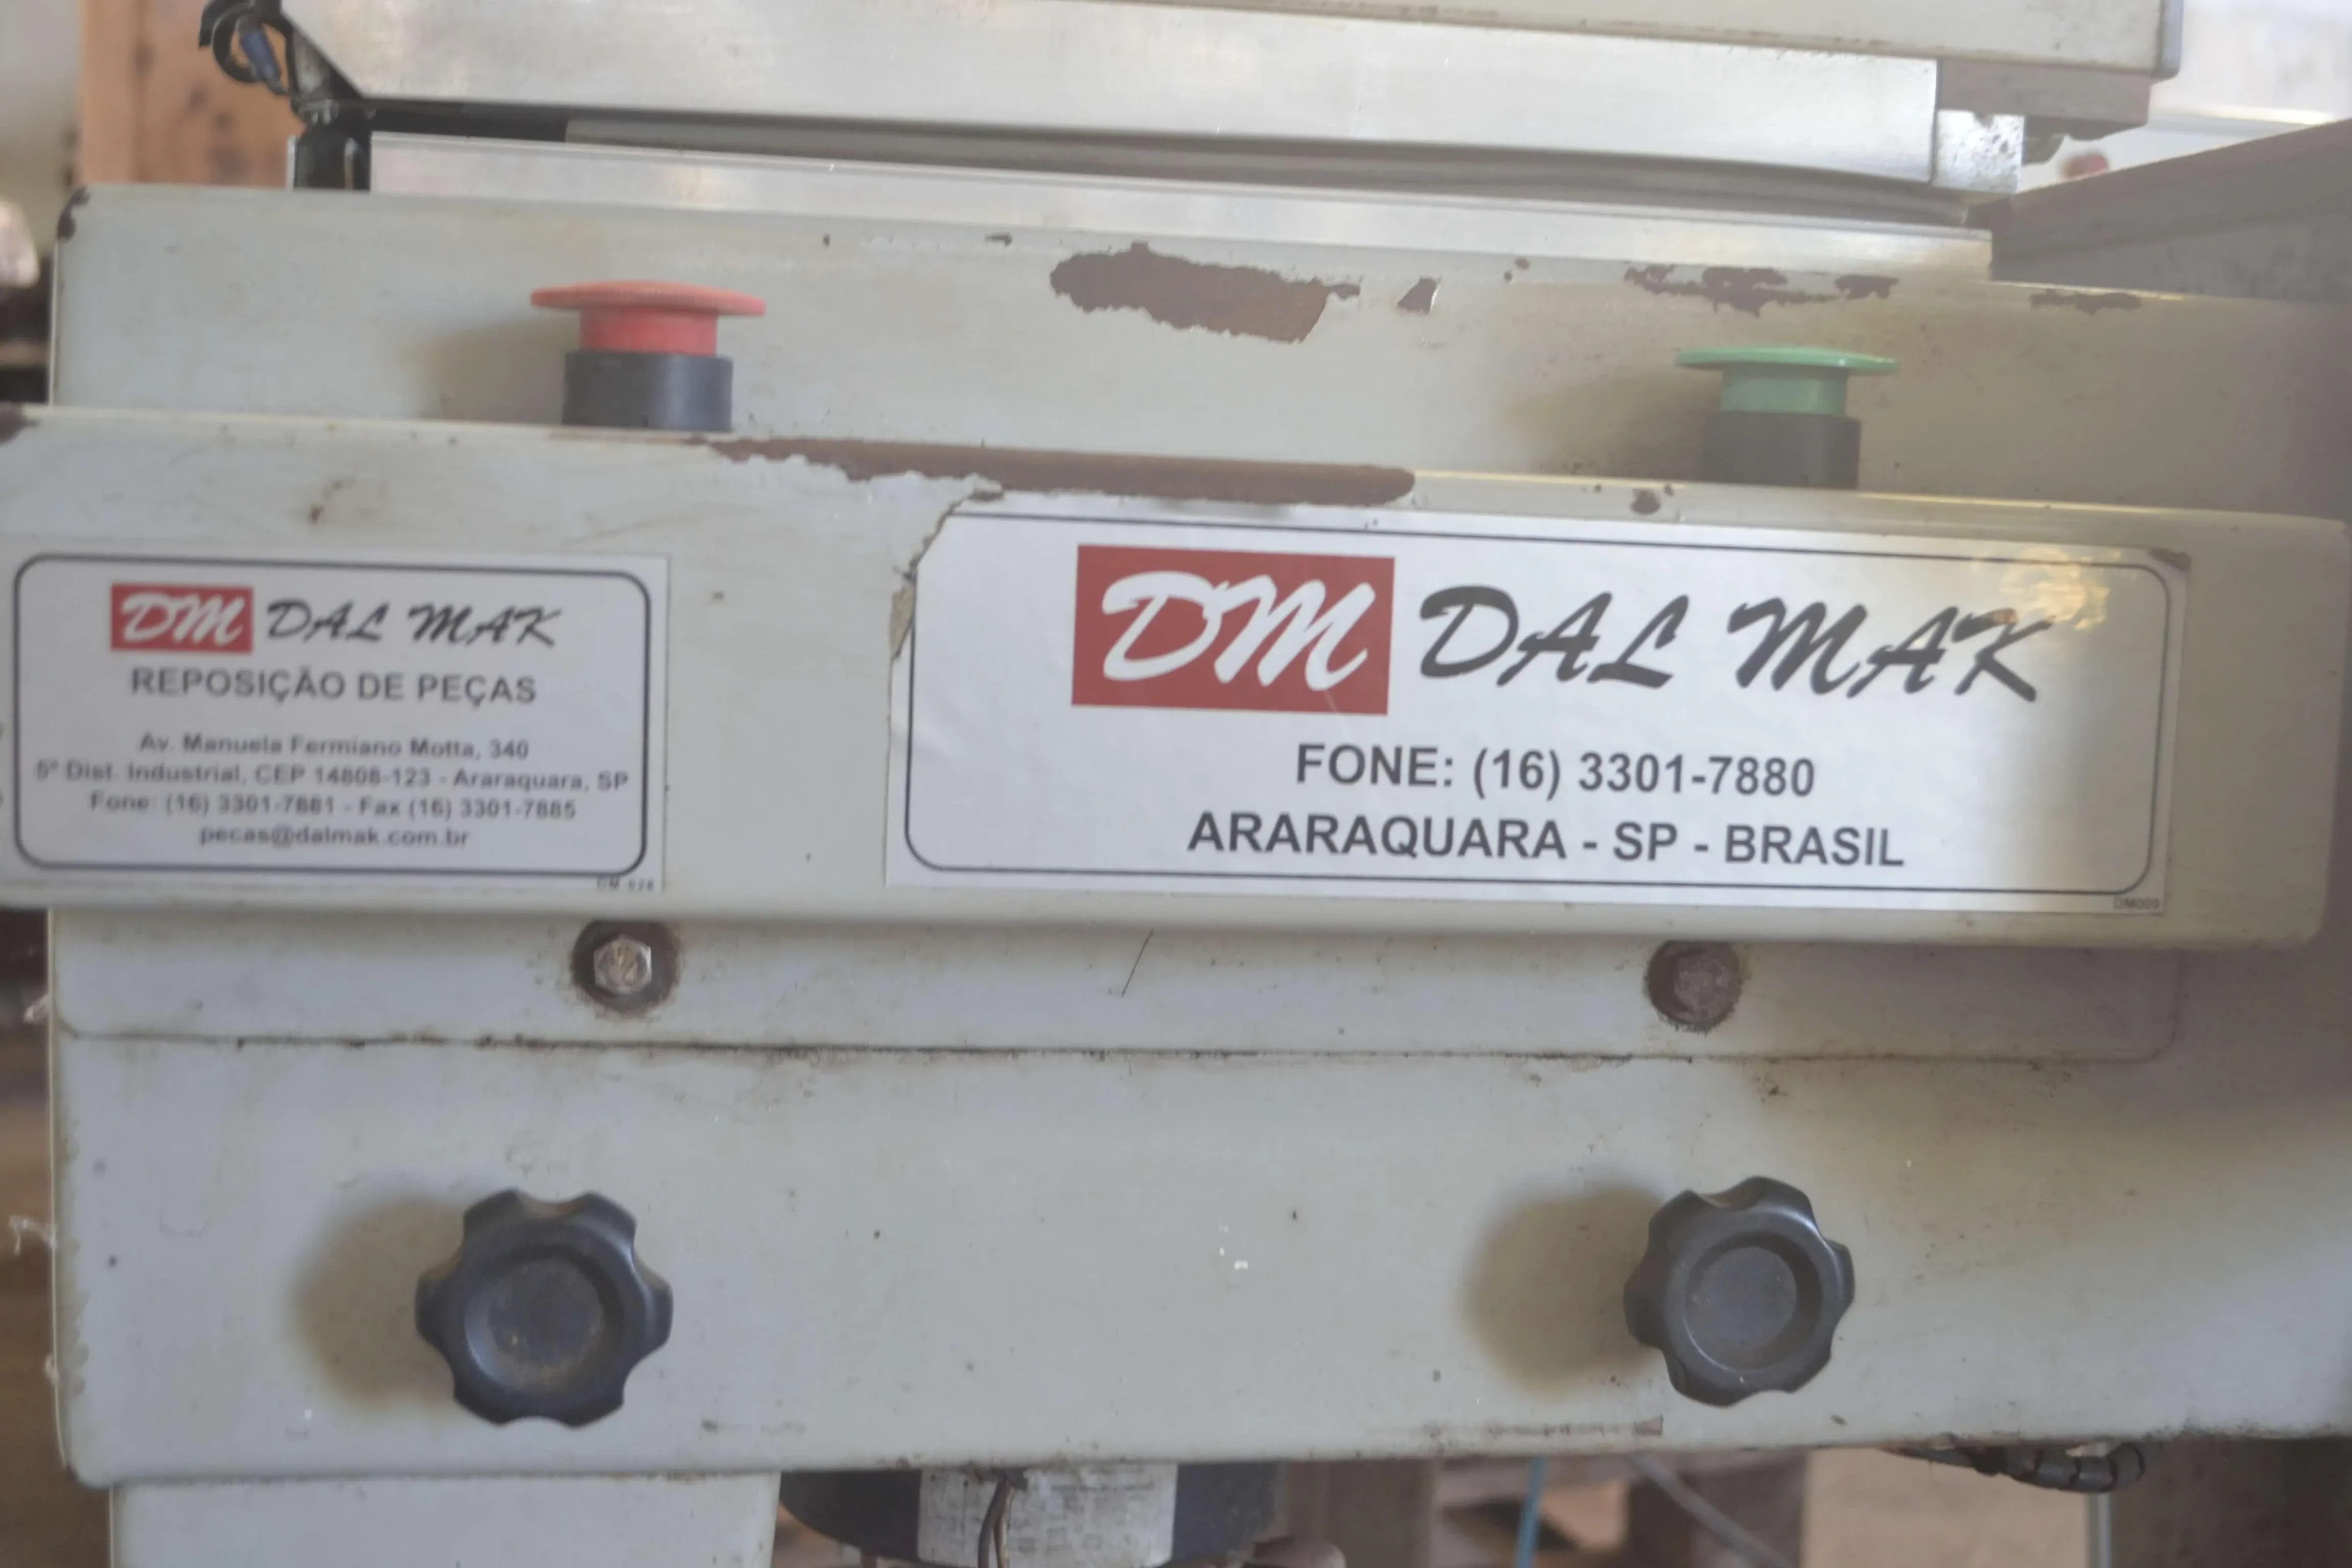 DM DAL MAK
REPOSIÇÃO DE PEÇAS
Av. Manuela Fermiano Motta, 340
5º Dist. Industrial, CEP 14808-123 - Araraquara, SP
Fone: (16) 3301-7881 - Fax (16) 3301-7885
pecas@dalmak.com.br
DM DAL MAK
FONE: (16) 3301-7880
ARARAQUARA - SP - BRASIL
DM009